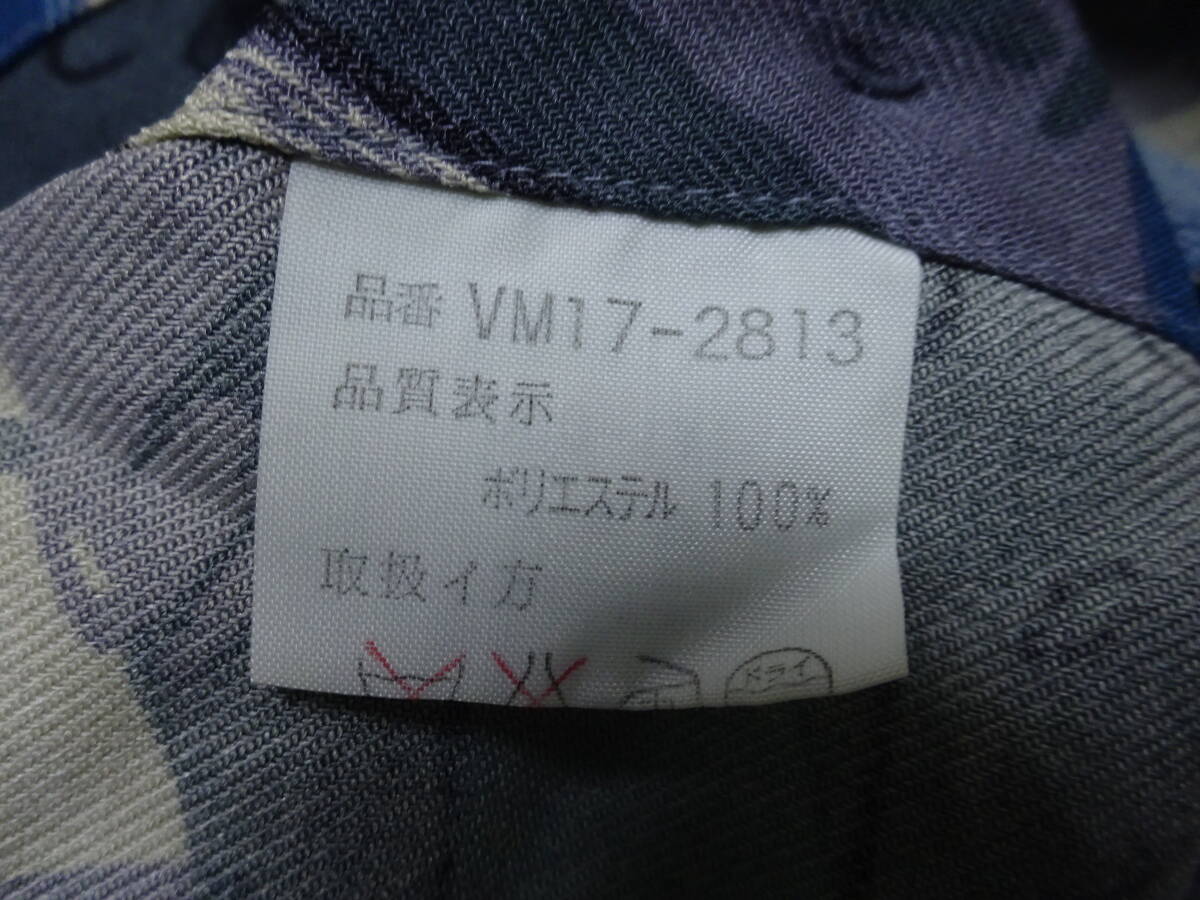 品番 VM17-2813
品質表示
ポリエステル 100%
取扱イ方
ドライ